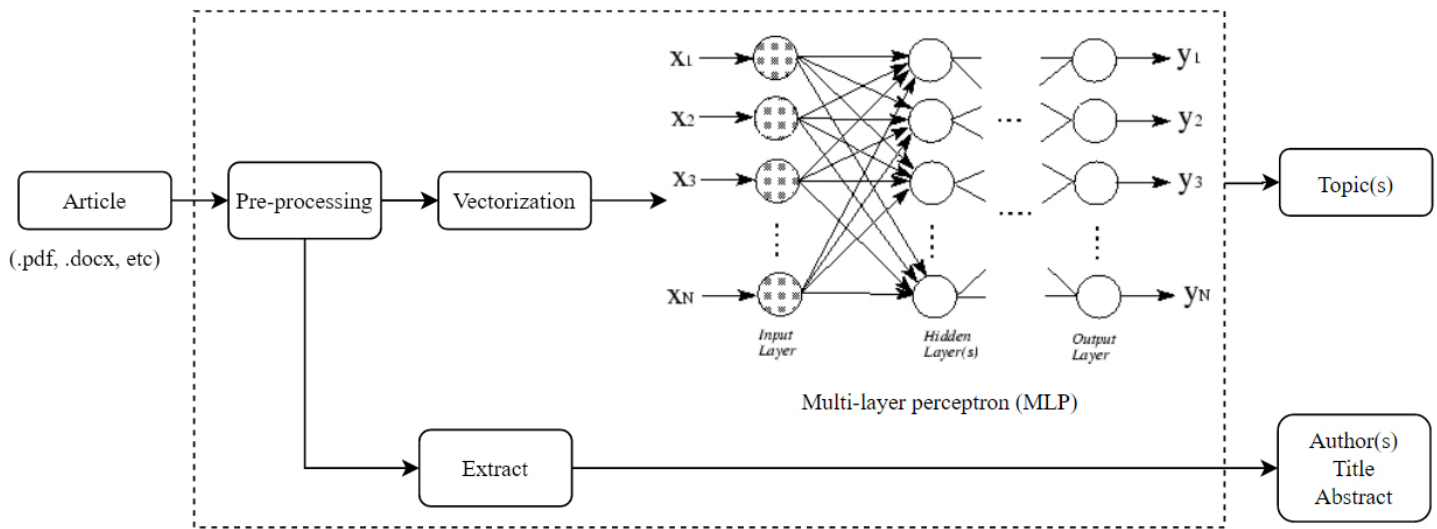 Article
(.pdf, .docx, etc)
Pre-processing
Vectorization
x1
x2
x3
xN
Input
Layer
Hidden
Layer(s)
Output
Layer
y1
y2
y3
yN
Multi-layer perceptron (MLP)
Topic(s)
Extract
Author(s)
Title
Abstract